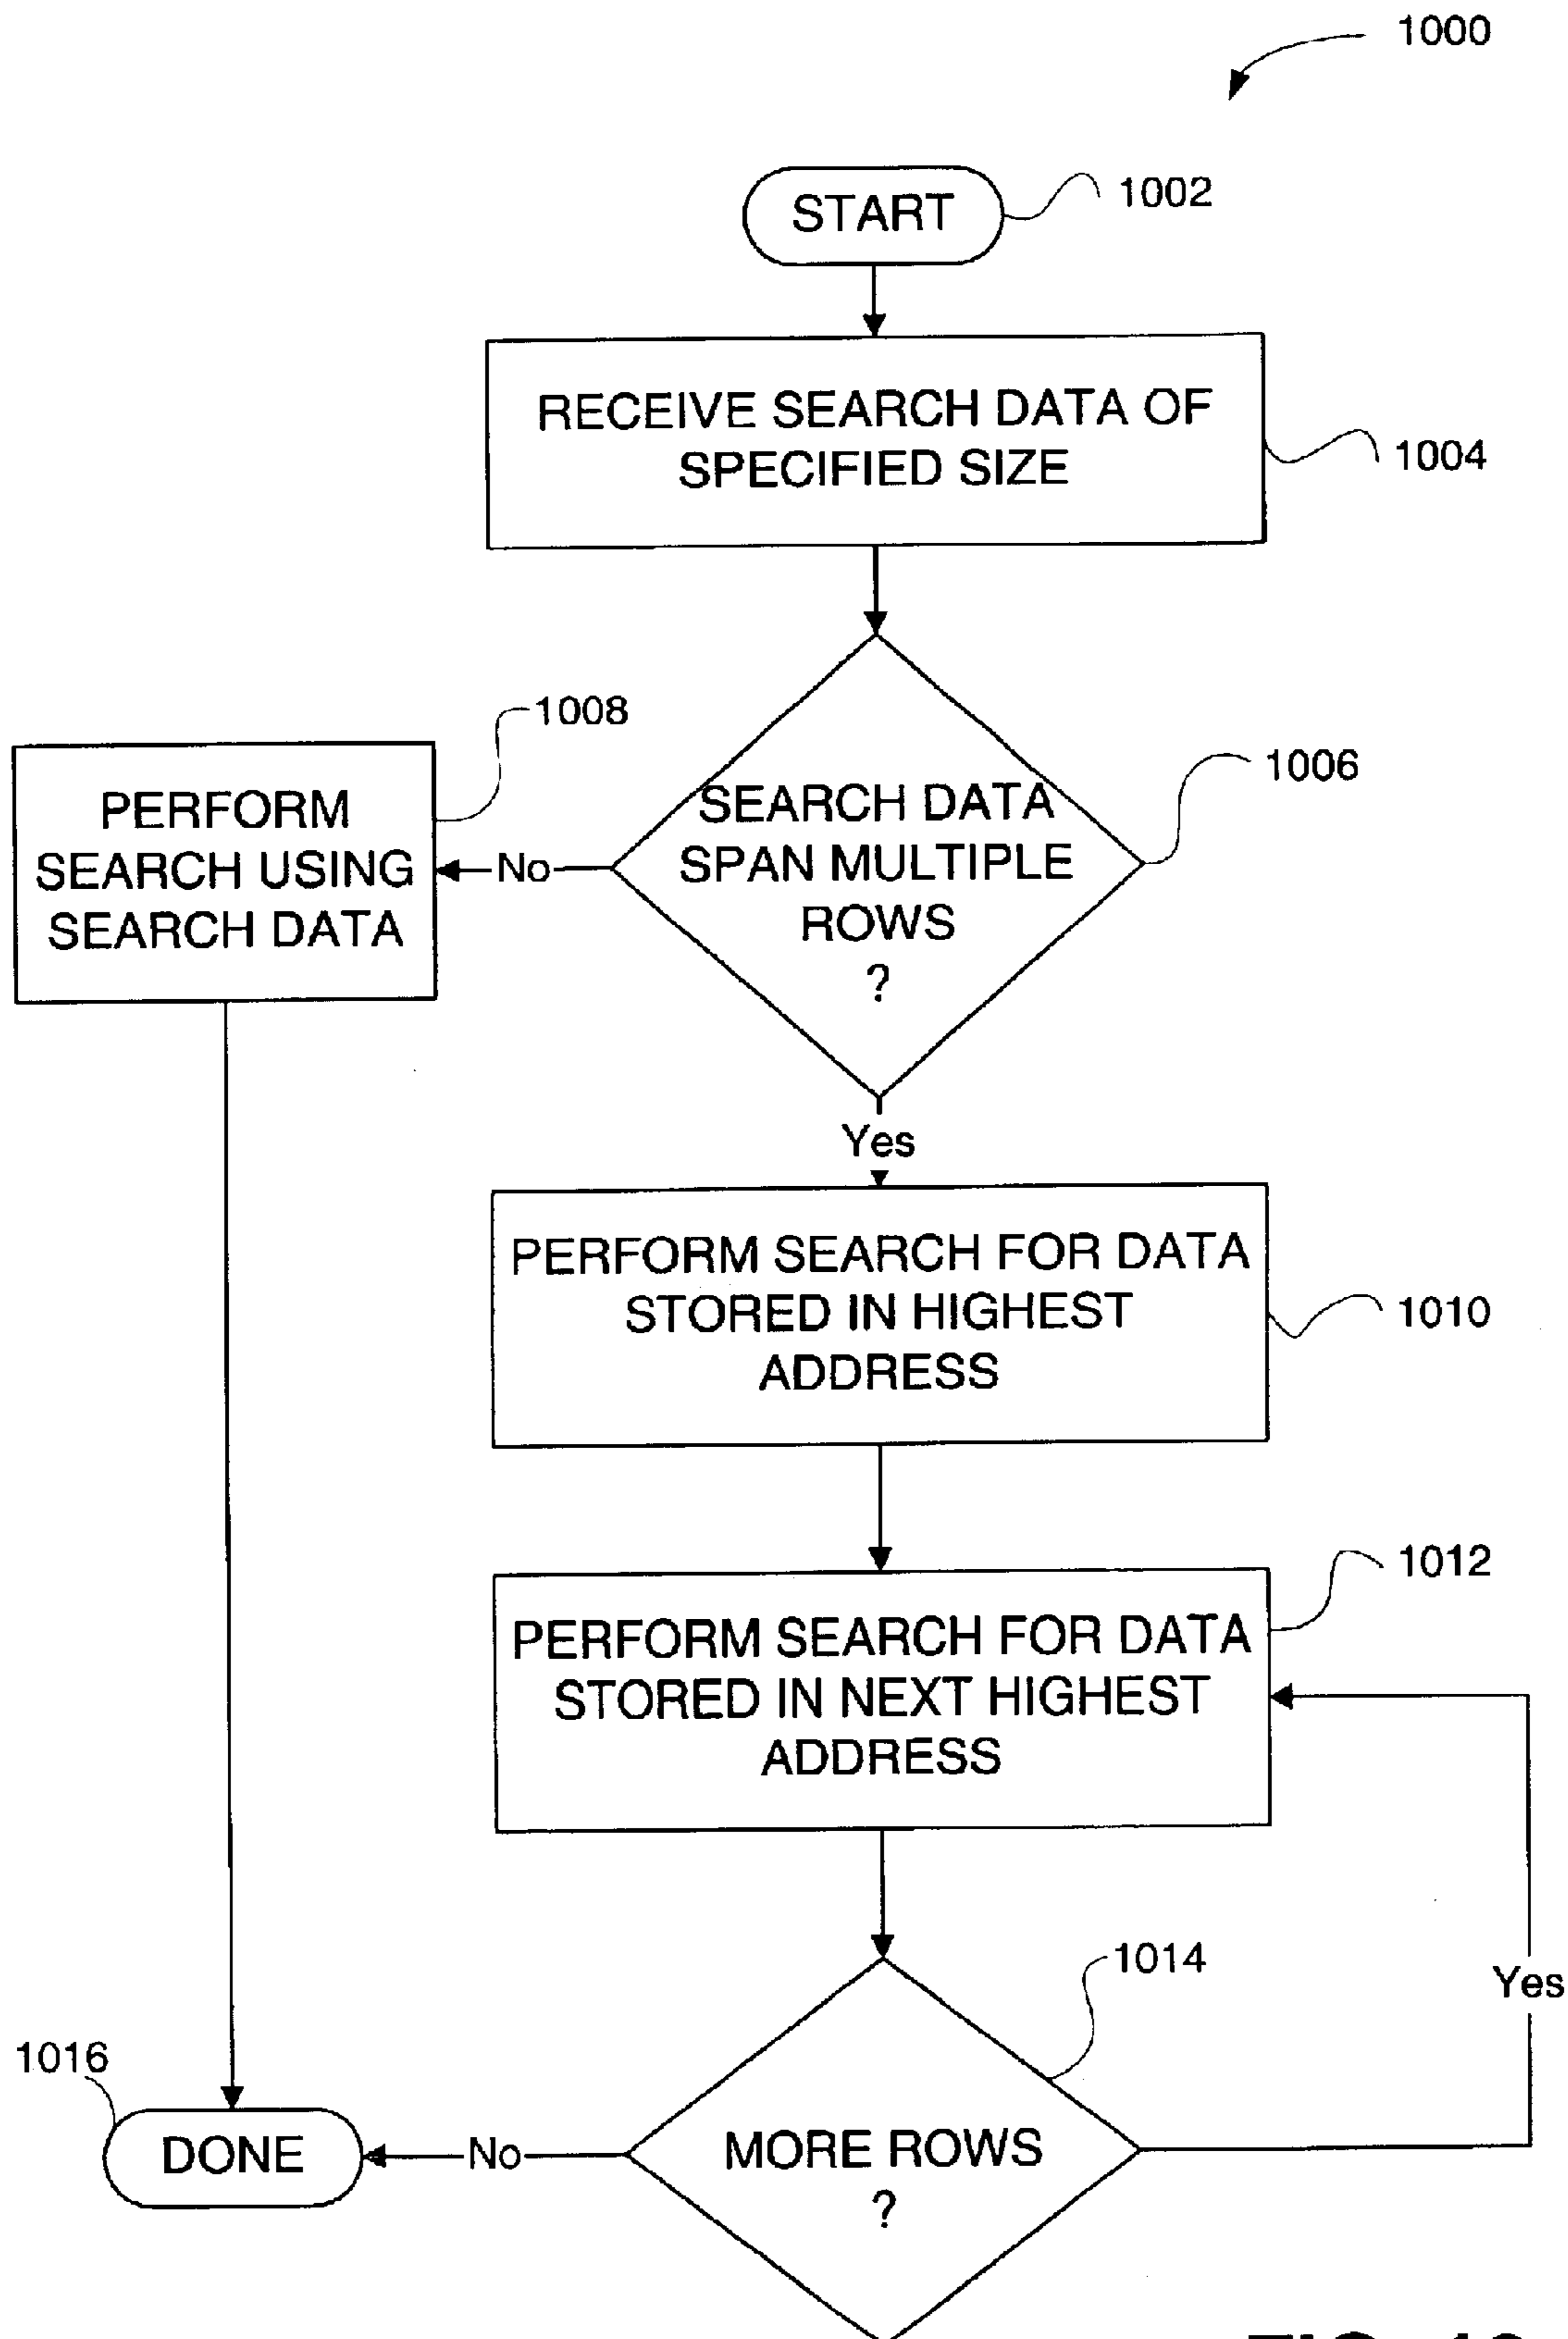 1000
START
1002
RECEIVE SEARCH DATA OF
SPECIFIED SIZE
1004
1008
PERFORM
SEARCH USING
SEARCH DATA
No
SEARCH DATA
SPAN MULTIPLE
ROWS
?
1006
Yes
PERFORM SEARCH FOR DATA
STORED IN HIGHEST
ADDRESS
1010
PERFORM SEARCH FOR DATA
STORED IN NEXT HIGHEST
ADDRESS
1012
1014
Yes
1016
DONE
No
MORE ROWS
?